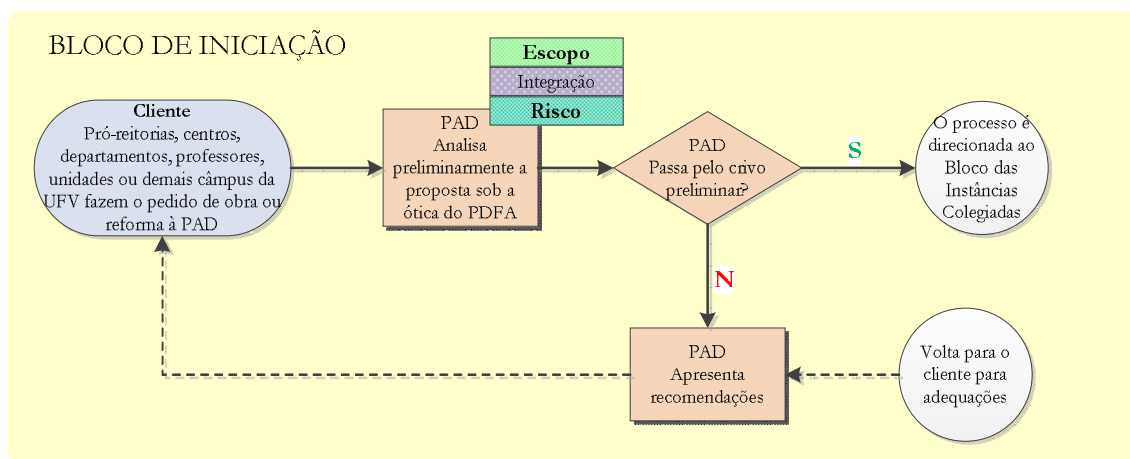 BLOCO DE INICIAÇÃO
Escopo
Integração
Risco
Cliente
Pró-reitorias, centros,
departamentos, professores,
unidades ou demais câmpus da
UFV fazem o pedido de obra ou
reforma à PAD
PAD
Analisa
preliminarmente a
proposta sob a
ótica do PDFA
PAD
Passa pelo crivo
preliminar?
S
O processo é
direcionada ao
Bloco das
Instâncias
Colegiadas
N
PAD
Apresenta
recomendações
Volta para o
cliente para
adequações